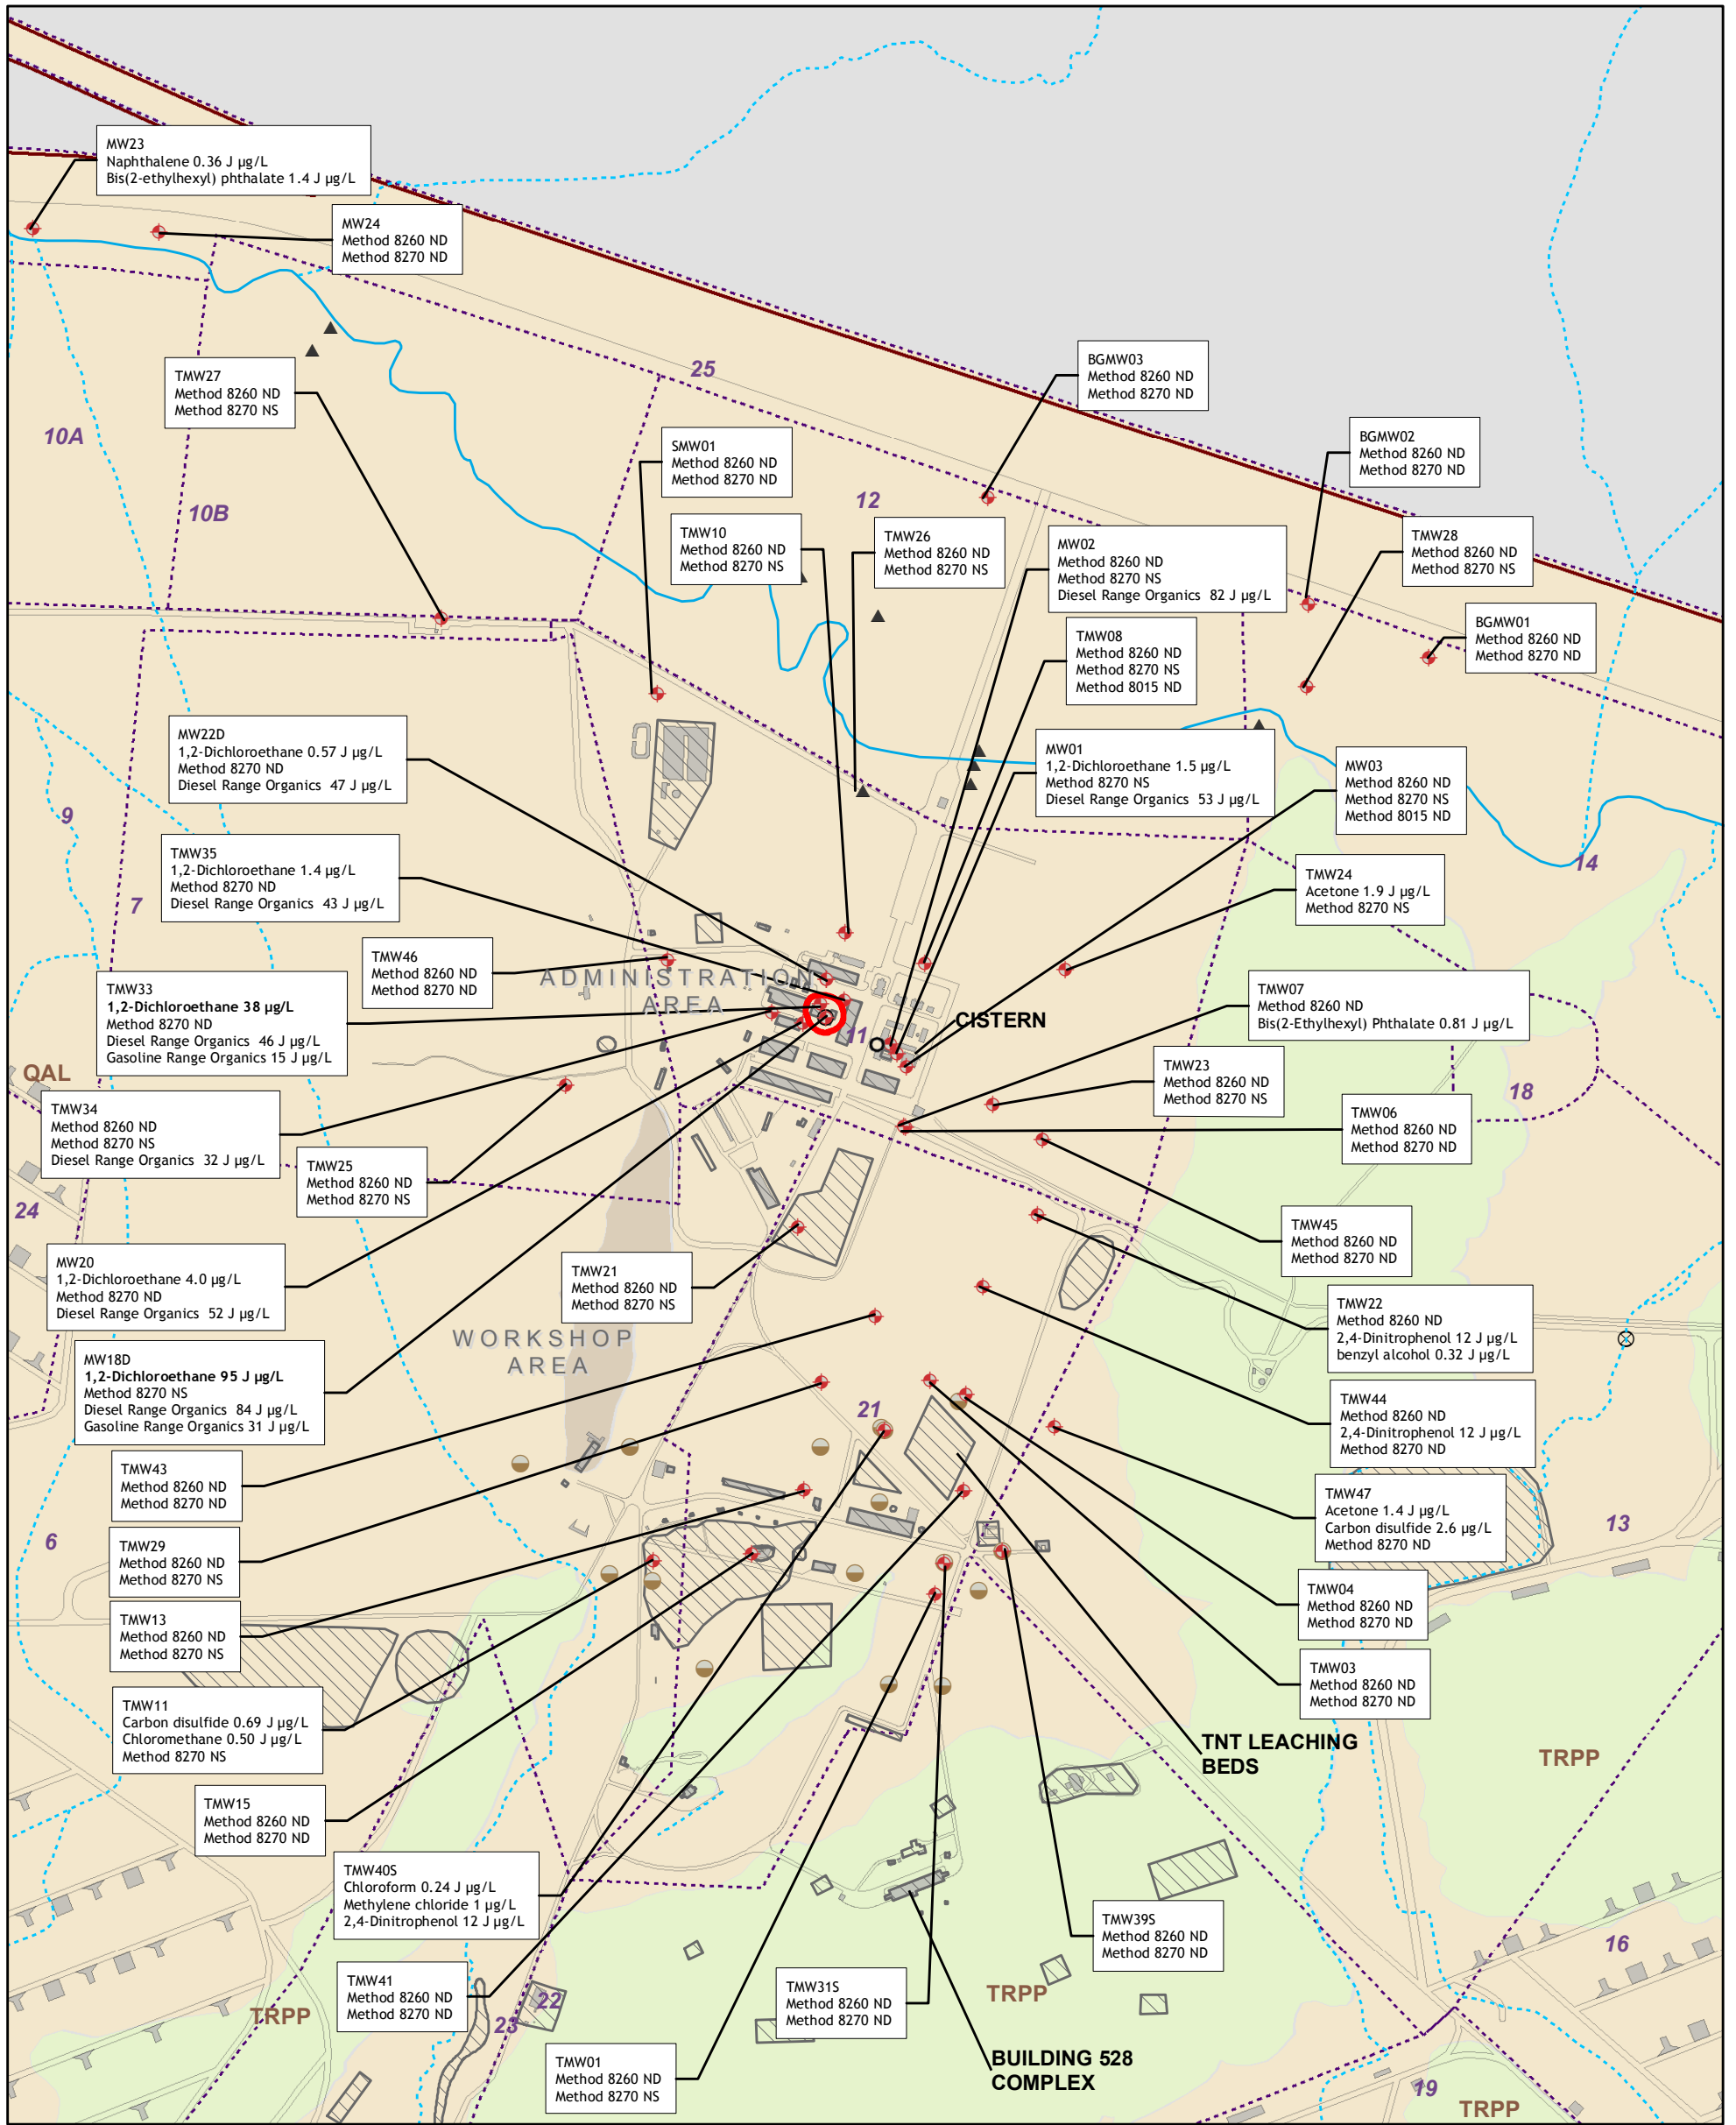 MW23
Naphthalene 0.36 J µg/L
Bis(2-ethylhexyl) phthalate 1.4 J µg/L
MW24
Method 8260 ND
Method 8270 ND
BGMW03
Method 8260 ND
Method 8270 ND
TMW27
Method 8260 ND
Method 8270 NS
25
10A
SMW01
Method 8260 ND
Method 8270 ND
BGMW02
Method 8260 ND
Method 8270 ND
10B
12
TMW10
Method 8260 ND
Method 8270 NS
TMW26
Method 8260 ND
Method 8270 NS
MW02
Method 8260 ND
Method 8270 NS
Diesel Range Organics 82 J µg/L
TMW28
Method 8260 ND
Method 8270 NS
BGMW01
Method 8260 ND
Method 8270 ND
TMW08
Method 8260 ND
Method 8270 NS
Method 8015 ND
MW22D
1,2-Dichloroethane 0.57 J µg/L
Method 8270 ND
Diesel Range Organics 47 J µg/L
MW01
1,2-Dichloroethane 1.5 µg/L
Method 8270 NS
Diesel Range Organics 53 J µg/L
MW03
Method 8260 ND
Method 8270 NS
Method 8015 ND
9
14
TMW35
1,2-Dichloroethane 1.4 µg/L
Method 8270 ND
Diesel Range Organics 43 J µg/L
TMW24
Acetone 1.9 J µg/L
Method 8270 NS
7
TMW46
Method 8260 ND
Method 8270 ND
ADMINISTRATION
AREA
TMW33
1,2-Dichloroethane 38 µg/L
Method 8270 ND
Diesel Range Organics 46 J µg/L
Gasoline Range Organics 15 J µg/L
TMW07
Method 8260 ND
Bis(2-Ethylhexyl) Phthalate 0.81 J µg/L
CISTERN
11
TMW23
Method 8260 ND
Method 8270 NS
QAL
18
TMW34
Method 8260 ND
Method 8270 NS
Diesel Range Organics 32 J µg/L
TMW06
Method 8260 ND
Method 8270 ND
TMW25
Method 8260 ND
Method 8270 NS
24
TMW45
Method 8260 ND
Method 8270 ND
MW20
1,2-Dichloroethane 4.0 µg/L
Method 8270 ND
Diesel Range Organics 52 J µg/L
TMW21
Method 8260 ND
Method 8270 NS
TMW22
Method 8260 ND
2,4-Dinitrophenol 12 J µg/L
benzyl alcohol 0.32 J µg/L
WORKSHOP
AREA
MW18D
1,2-Dichloroethane 95 J µg/L
Method 8270 NS
Diesel Range Organics 84 J µg/L
Gasoline Range Organics 31 J µg/L
TMW44
Method 8260 ND
2,4-Dinitrophenol 12 J µg/L
Method 8270 ND
21
TMW43
Method 8260 ND
Method 8270 ND
TMW47
Acetone 1.4 J µg/L
Carbon disulfide 2.6 µg/L
Method 8270 ND
13
6
TMW29
Method 8260 ND
Method 8270 NS
TMW04
Method 8260 ND
Method 8270 ND
TMW13
Method 8260 ND
Method 8270 NS
TMW03
Method 8260 ND
Method 8270 ND
TMW11
Carbon disulfide 0.69 J µg/L
Chloromethane 0.50 J µg/L
Method 8270 NS
TNT LEACHING
BEDS
TRPP
TMW15
Method 8260 ND
Method 8270 ND
TMW40S
Chloroform 0.24 J µg/L
Methylene chloride 1 µg/L
2,4-Dinitrophenol 12 J µg/L
TMW39S
Method 8260 ND
Method 8270 ND
16
TMW41
Method 8260 ND
Method 8270 ND
TMW31S
Method 8260 ND
Method 8270 ND
TRPP
TRPP
22
23
TMW01
Method 8260 ND
Method 8270 NS
BUILDING 528
COMPLEX
19
TRPP